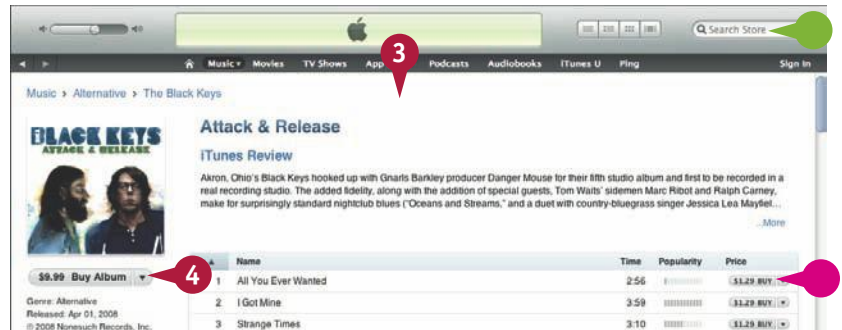 Search Store
3
Music Movies TV Shows App Podcasts Audiobooks iTunes U Ping Sign In
Music > Alternative > The Black Keys
BLACK KEYS
ATTACK & RELEASE
Attack & Release
iTunes Review
Akron, Ohio's Black Keys hooked up with Gnarls Barkley producer Danger Mouse for their fifth studio album and first to be recorded in a
real recording studio. The added fidelity, along with the addition of special guests, Tom Waits' sidemen Marc Ribot and Ralph Carney,
make for surprisingly standard nightclub blues ("Oceans and Streams," and a duet with country-bluegrass singer Jessica Lea Mayfiel...
...More
Name Time Popularity Price
$9.99 Buy Album
4
1 All You Ever Wanted 2:56 $1.29 BUY
2 I Got Mine 3:59 $1.29 BUY
3 Strange Times 3:10 $1.29 BUY
Genre: Alternative
Released: Apr 01, 2008
© 2008 Nonesuch Records, Inc.